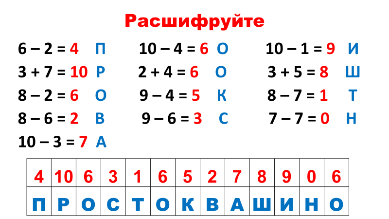 Расшифруйте
6 – 2 = 4 П 10 – 4 = 6 О 10 – 1 = 9 И
3 + 7 = 10 Р 2 + 4 = 6 О 3 + 5 = 8 Ш
8 – 2 = 6 О 9 – 4 = 5 К 8 – 7 = 1 Т
8 – 6 = 2 В 9 – 6 = 3 С 7 – 7 = 0 Н
10 – 3 = 7 А
4 10 6 3 1 6 5 2 7 8 9 0 6
П Р О С Т О К В А Ш И Н О